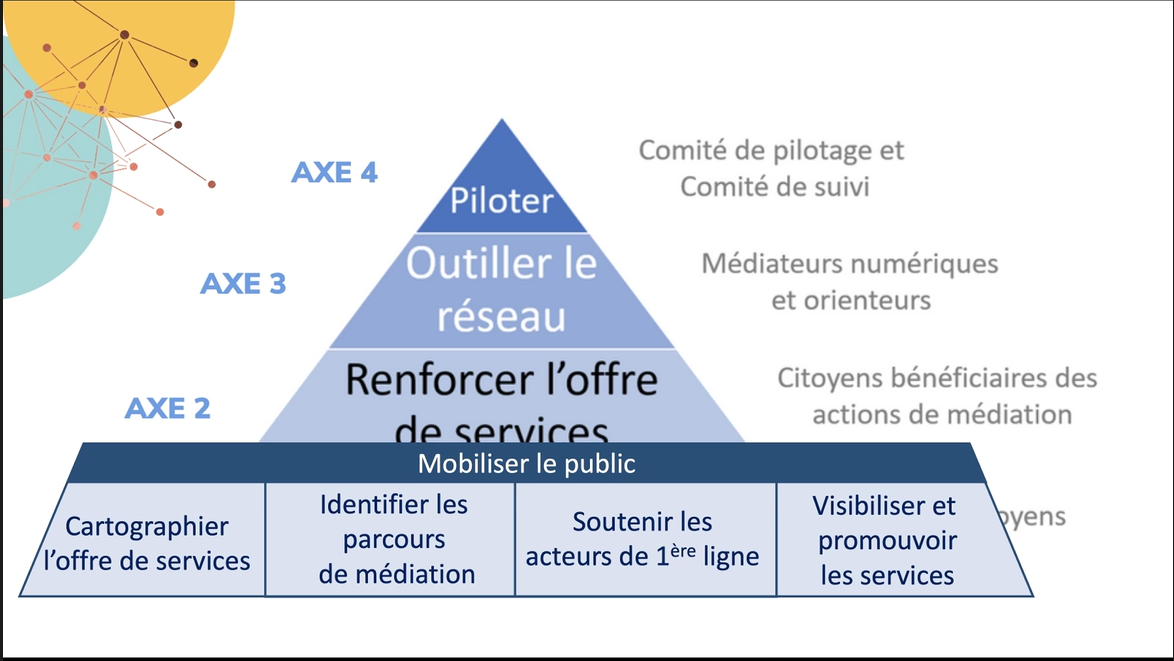 AXE 4
Piloter
Comité de pilotage et
Comité de suivi
AXE 3
Outiller le
réseau
Médiateurs numériques
et orienteurs
AXE 2
Renforcer l'offre
de services
Citoyens bénéficiaires des
actions de médiation
Mobiliser le public
Cartographier
l'offre de services
Identifier les
parcours
de médiation
Soutenir les
acteurs de 1ère ligne
Visibiliser et
promouvoir
les services